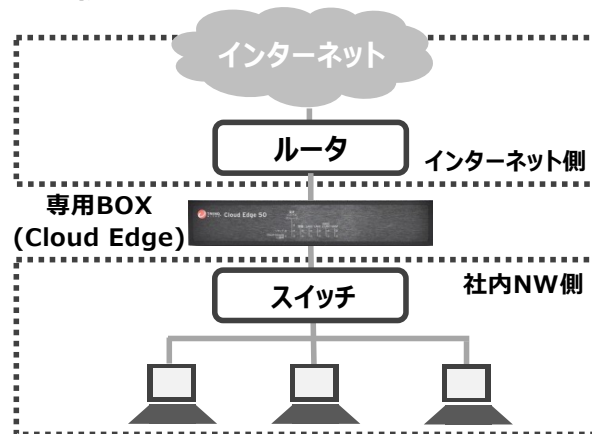 インターネット
ルータ
インターネット側
専用BOX
(Cloud Edge)
Cloud Edge 50
社内NW側
スイッチ